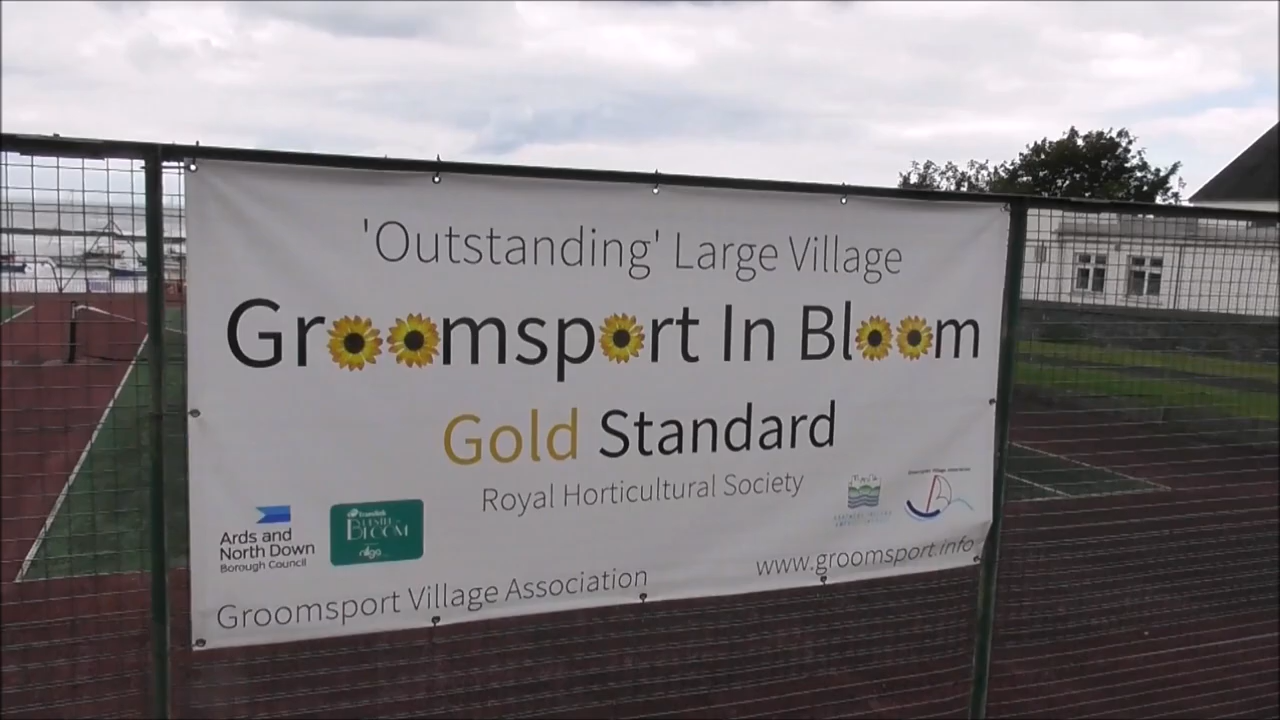 'Outstanding' Large Village
Groomsport In Bloom
Gold Standard
Royal Horticultural Society
Ards and
North Down
Borough Council
BLOOM
nilga
Groomsport Village Association
www.groomsport.info